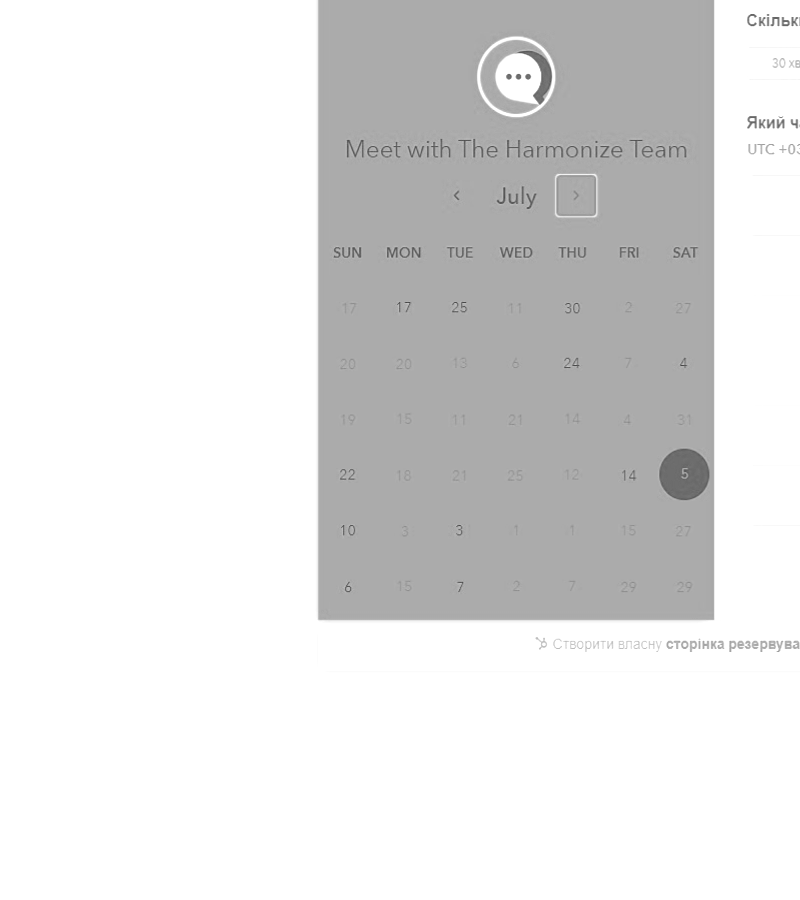 Скільк
30 хв
Який ч
UTC +03
Meet with The Harmonize Team
July
SUN MON TUE WED THU FRI SAT
17 17 25 11 30 2 27
20 20 13 6 24 7 4
19 15 11 21 14 4 31
22 18 21 25 12 14 5
10 3 3 1 1 15 27
6 15 7 2 7 29 29
Створити власну сторінка резервува